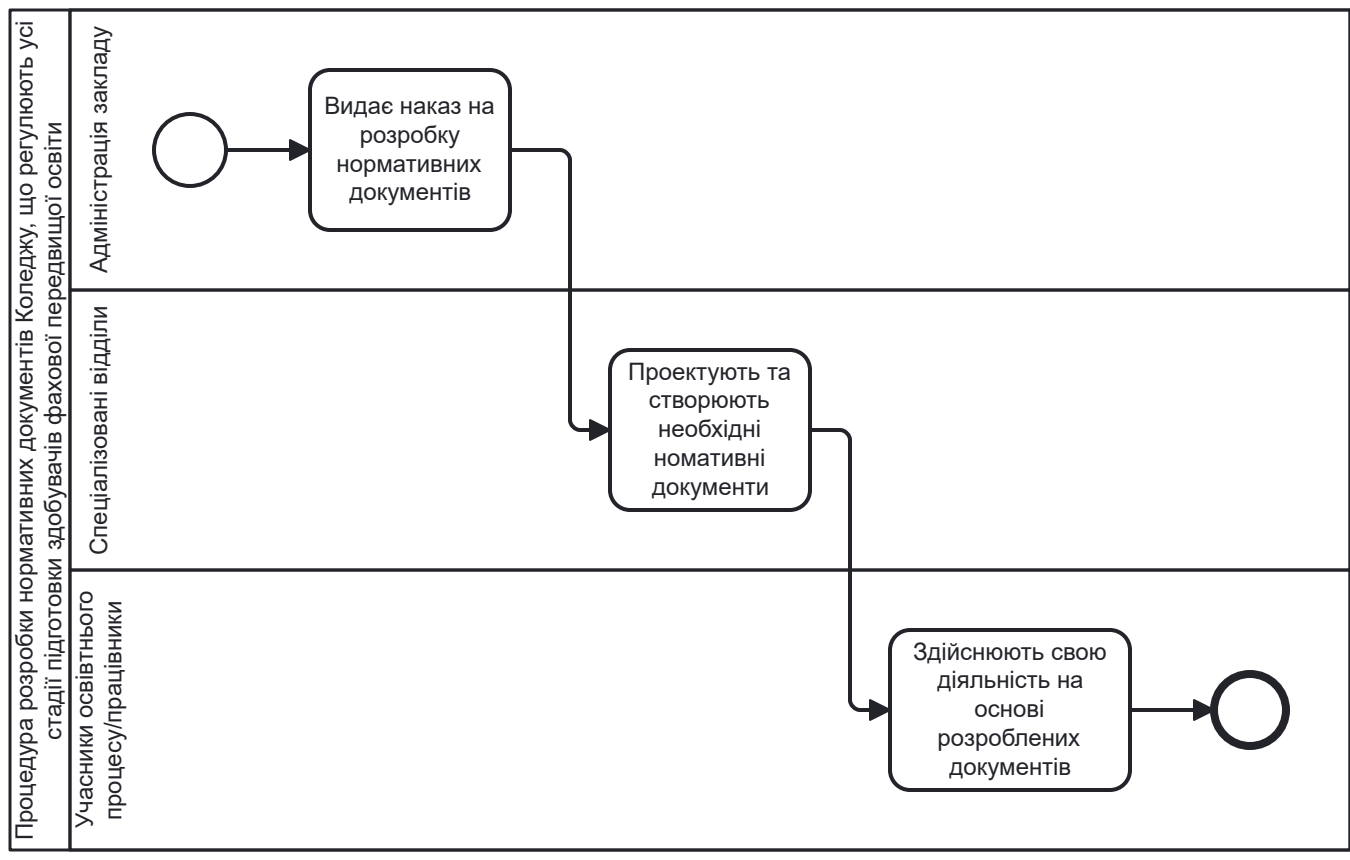 Процедура розробки нормативних документів Коледжу, що регулюють усі
стадії підготовки здобувачів фахової передвищої освіти
Адміністрація закладу
Видає наказ на
розробку
нормативних
документів
Спеціалізовані відділи
Проектують та
створюють
необхідні
номативні
документи
Учасники освівтнього
процесу/працівники
Здійснюють свою
діяльність на
основі
розроблених
документів